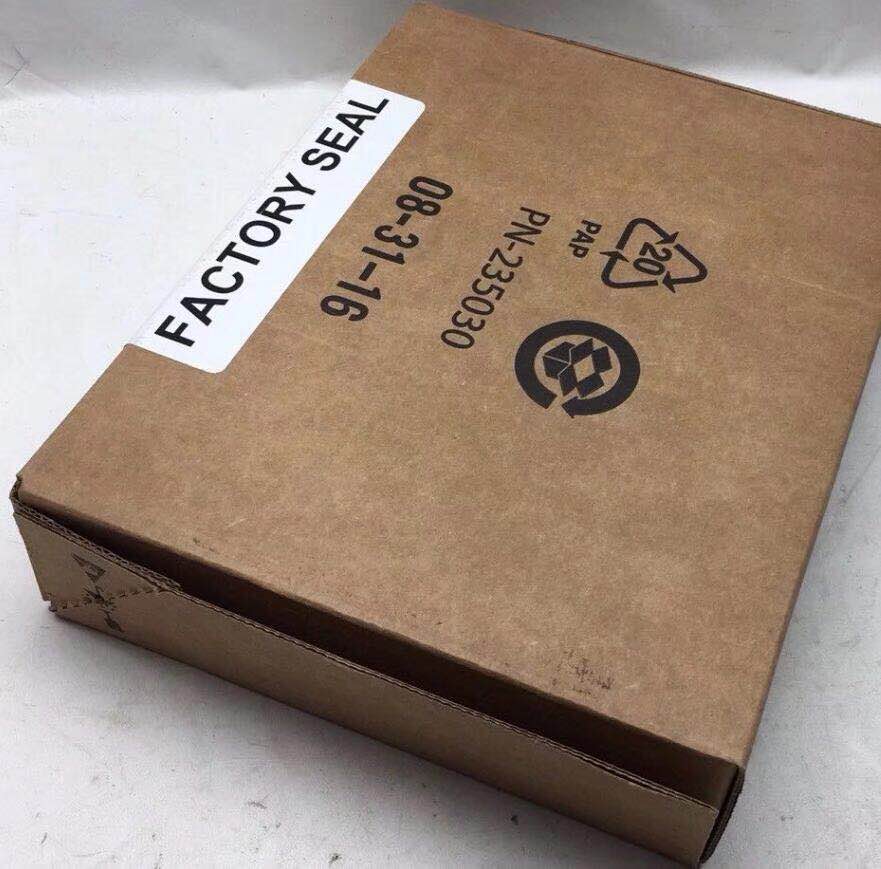 FACTORY SEAL
08-31-16
PN-235030
20
PAP